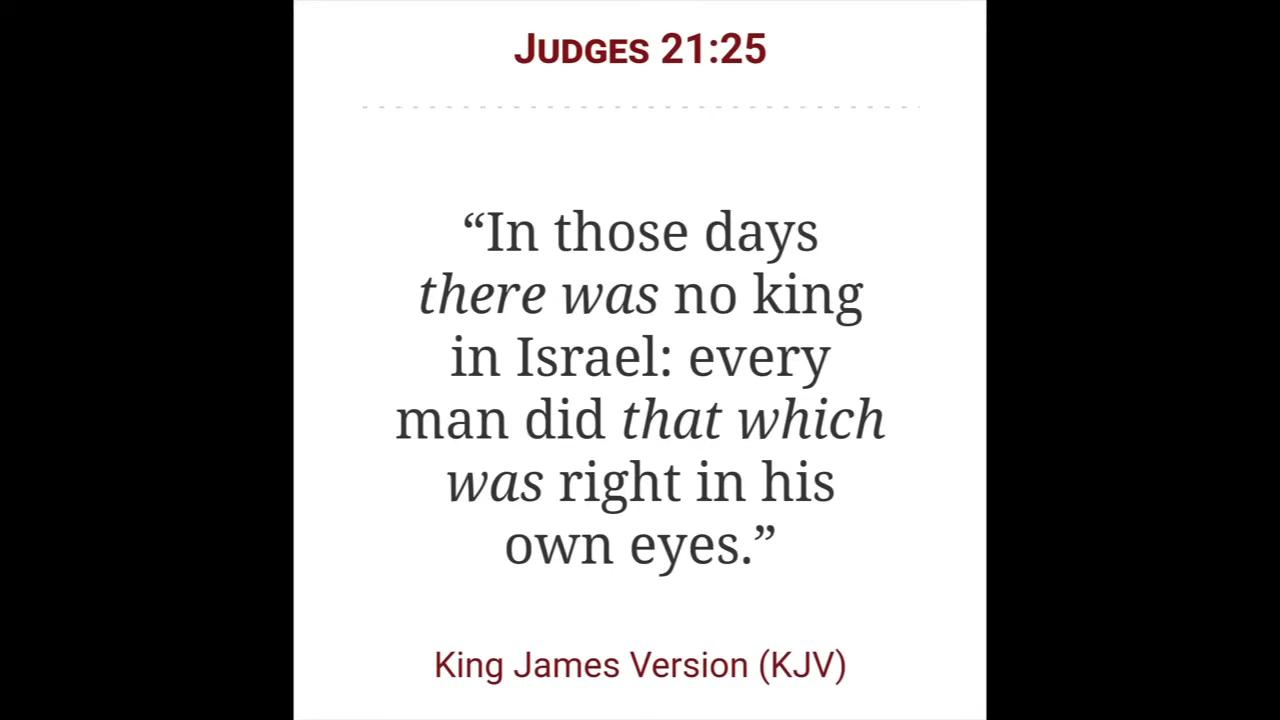 JUDGES 21:25
“In those days
there was no king
in Israel: every
man did that which
was right in his
own eyes.”
King James Version (KJV)